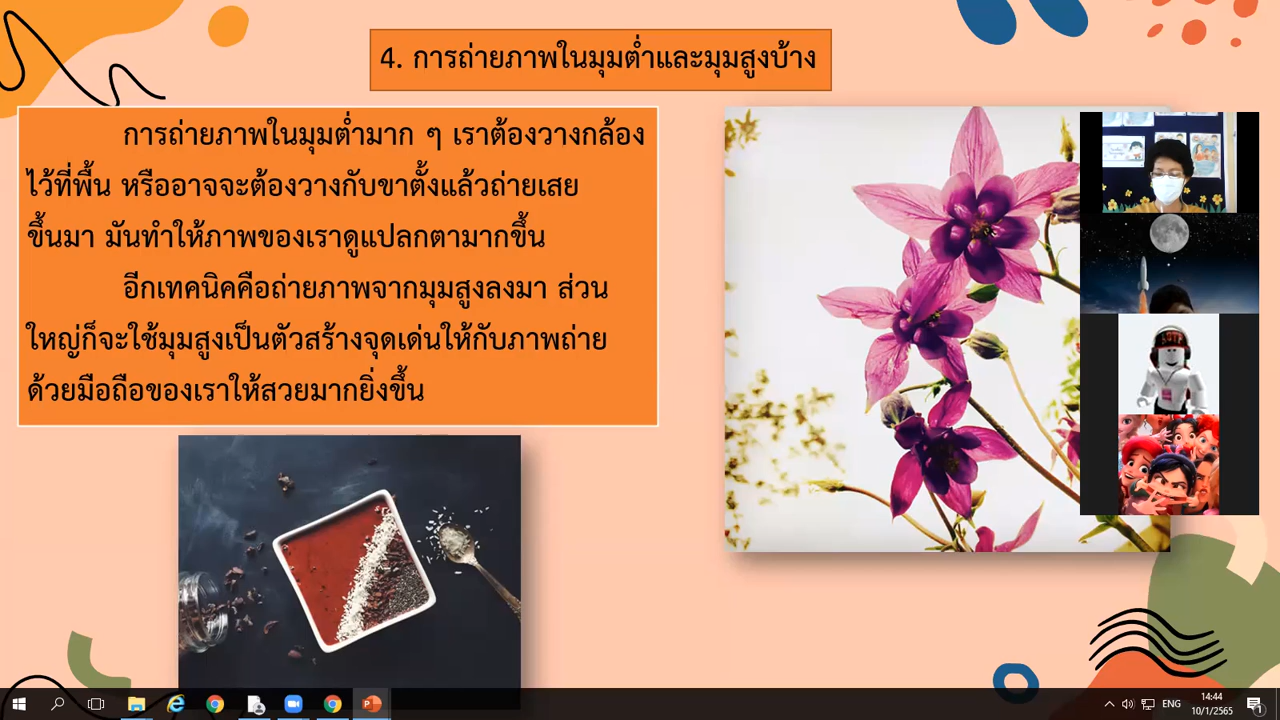 4. การถ่ายภาพในมุมต่ำและมุมสูงบ้าง
การถ่ายภาพในมุมต่ำมาก ๆ เราต้องวางกล้อง
ไว้ที่พื้น หรืออาจจะต้องวางกับขาตั้งแล้วถ่ายเสย
ขึ้นมา มันทำให้ภาพของเราดูแปลกตามากขึ้น
อีกเทคนิคคือถ่ายภาพจากมุมสูงลงมา ส่วน
ใหญ่ก็จะใช้มุมสูงเป็นตัวสร้างจุดเด่นให้กับภาพถ่าย
ด้วยมือถือของเราให้สวยมากยิ่งขึ้น
ENG
14:44
10/1/2565
1